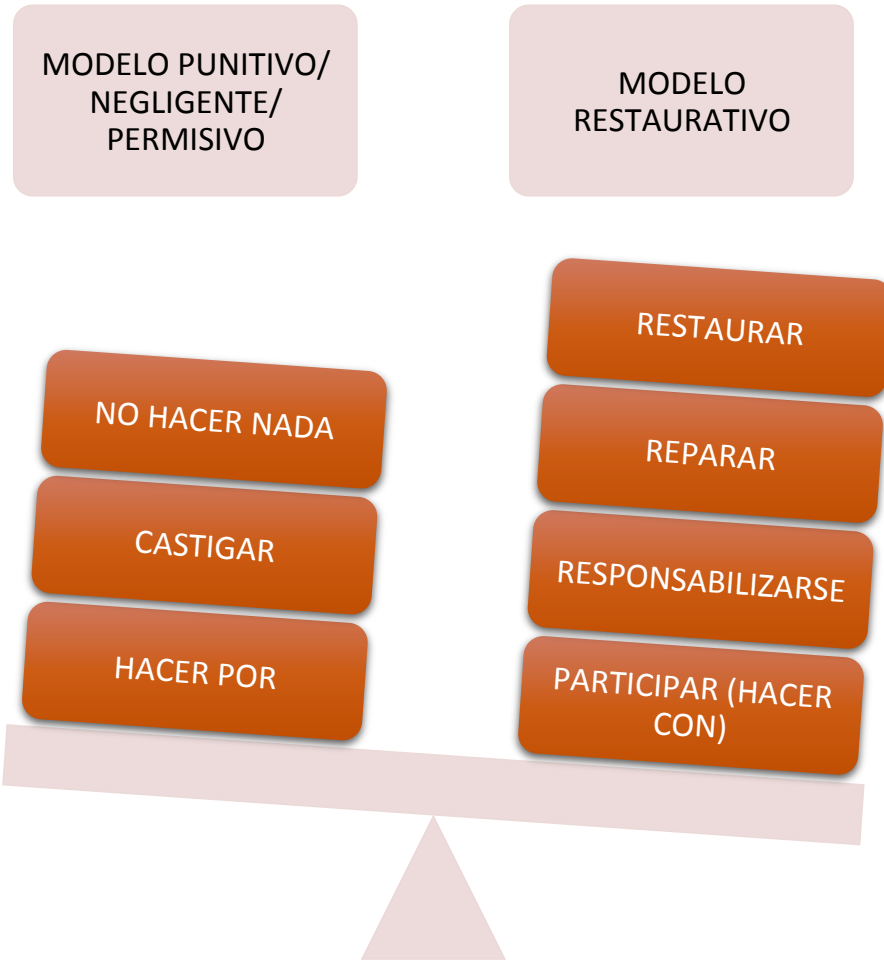 MODELO PUNITIVO/
NEGLIGENTE/
PERMISIVO
MODELO
RESTAURATIVO
NO HACER NADA
CASTIGAR
HACER POR
RESTAURAR
REPARAR
RESPONSABILIZARSE
PARTICIPAR (HACER
CON)